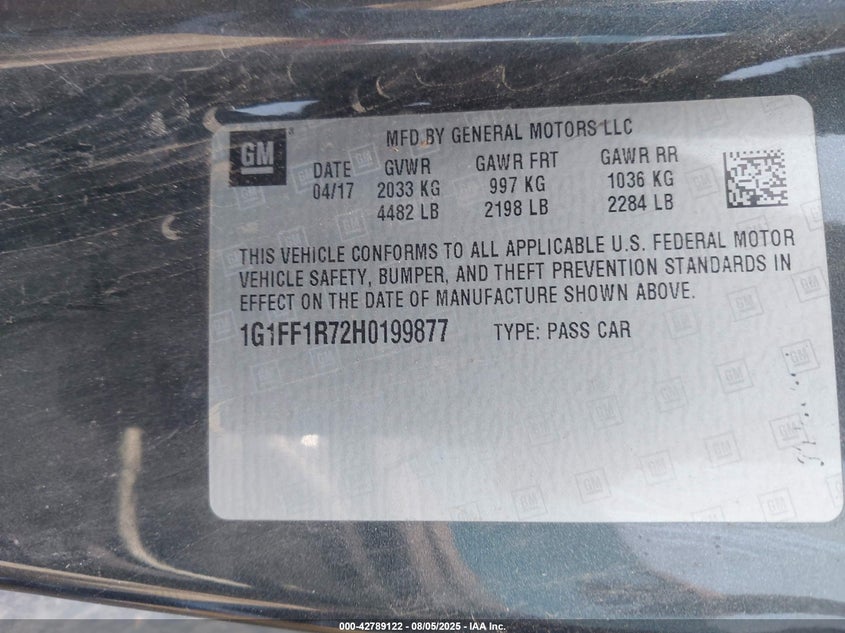 GM
MFD BY GENERAL MOTORS LLC
DATE GVWR GAWR FRT GAWR RR
04/17 2033 KG 997 KG 1036 KG
4482 LB 2198 LB 2284 LB
THIS VEHICLE CONFORMS TO ALL APPLICABLE U.S. FEDERAL MOTOR
VEHICLE SAFETY, BUMPER, AND THEFT PREVENTION STANDARDS IN
EFFECT ON THE DATE OF MANUFACTURE SHOWN ABOVE.
1G1FF1R72H0199877 TYPE: PASS CAR
000-42789122 - 08/05/2025 - IAA Inc.